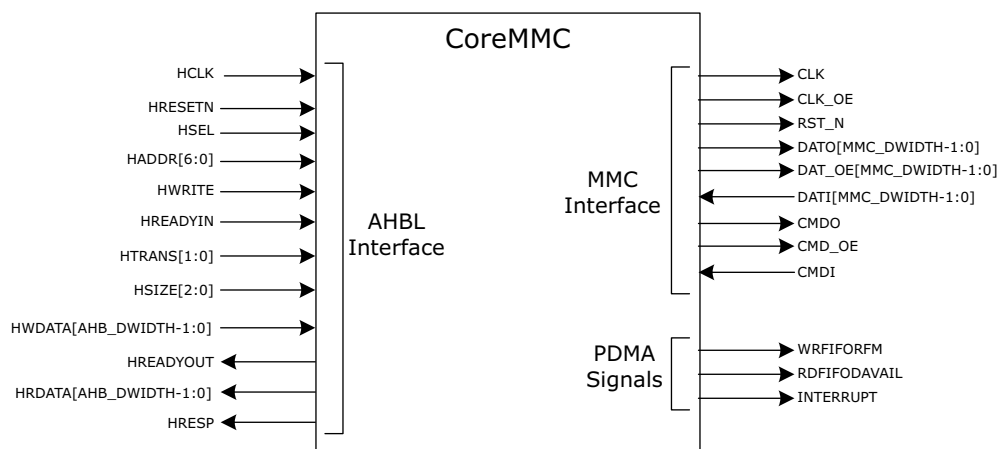 CoreMMC
HCLK
HRESETN
HSEL
HADDR[6:0]
HWRITE
HREADYIN
HTRANS[1:0]
HSIZE[2:0]
HWDATA[AHB_DWIDTH-1:0]
HREADYOUT
HRDATA[AHB_DWIDTH-1:0]
HRESP
AHBL
Interface
MMC
Interface
CLK
CLK_OE
RST_N
DATO[MMC_DWIDTH-1:0]
DAT_OE[MMC_DWIDTH-1:0]
DATI[MMC_DWIDTH-1:0]
CMDO
CMD_OE
CMDI
PDMA
Signals
WRFIFORFM
RDFIFODAVAIL
INTERRUPT